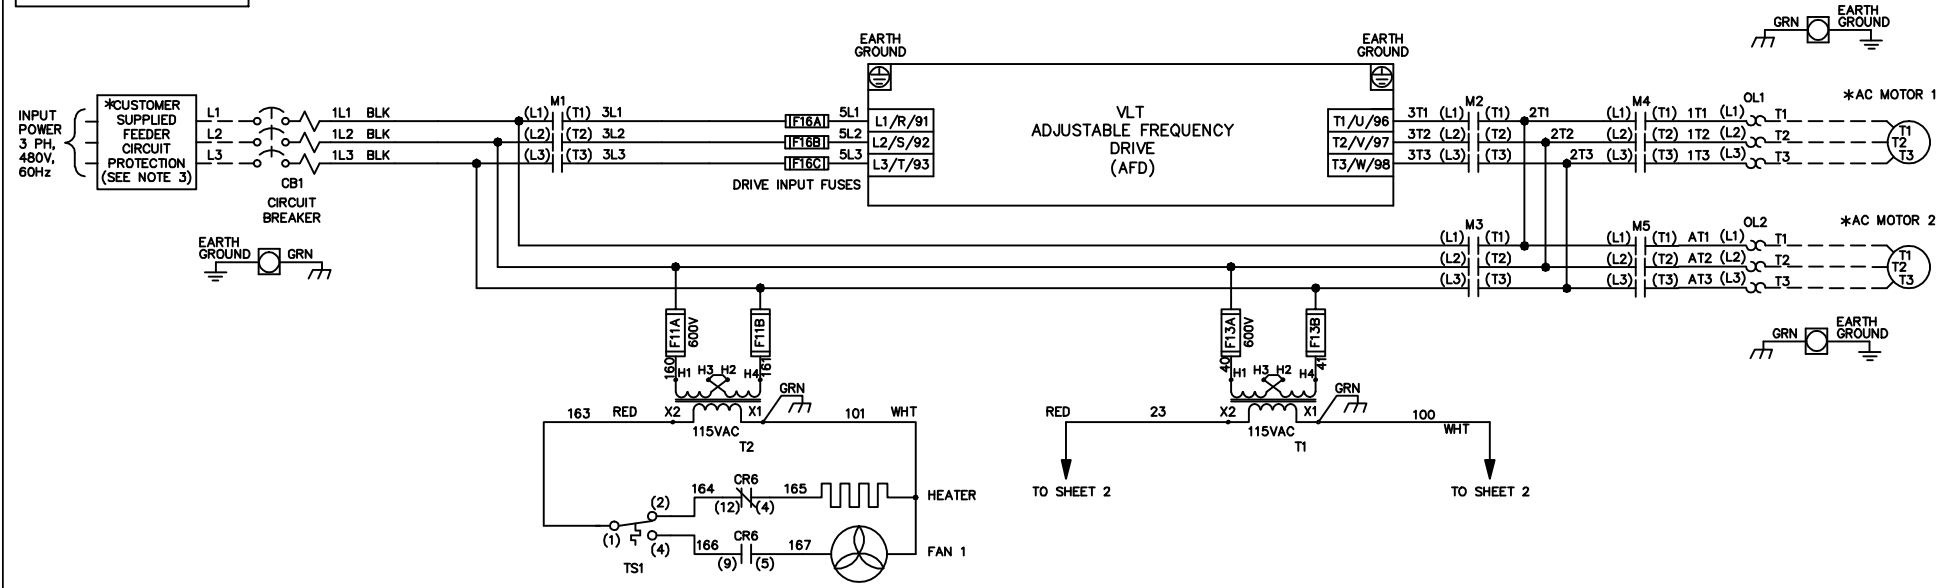 GRN
EARTH
GROUND
EARTH
GROUND
EARTH
GROUND
INPUT
POWER
3 PH,
480V,
60Hz
*CUSTOMER
SUPPLIED
FEEDER
CIRCUIT
PROTECTION
(SEE NOTE 3)
L1
L2
L3
CB1
CIRCUIT
BREAKER
1L1 BLK
1L2 BLK
1L3 BLK
M1
(L1) (T1) 3L1
(L2) (T2) 3L2
(L3) (T3) 3L3
F16A
F16B
F16C
DRIVE INPUT FUSES
5L1
5L2
5L3
L1/R/91
L2/S/92
L3/T/93
VLT
ADJUSTABLE FREQUENCY
DRIVE
(AFD)
T1/U/96
T2/V/97
T3/W/98
3T1
3T2
3T3
M2
(L1) (T1)
(L2) (T2)
(L3) (T3)
2T1
2T2
2T3
M4
(L1) (T1) 1T1 (L1)
(L2) (T2) 1T2 (L2)
(L3) (T3) 1T3 (L3)
OL1
T1
T2
T3
*AC MOTOR 1
T1
T2
T3
EARTH
GROUND
GRN
M3
(L1) (T1)
(L2) (T2)
(L3) (T3)
M5
(L1) (T1) AT1 (L1)
(L2) (T2) AT2 (L2)
(L3) (T3) AT3 (L3)
OL2
T1
T2
T3
*AC MOTOR 2
T1
T2
T3
GRN
EARTH
GROUND
F11A
600V
F11B
160
161
H1 H3 H2 H4
GRN
163 RED X2 X1 101 WHT
115VAC
T2
F13A
600V
F13B
40
41
H1 H3 H2 H4
GRN
RED 23 X2 X1 100
WHT
115VAC
T1
TO SHEET 2
TO SHEET 2
164 CR6 165
(2) (12) (4)
HEATER
(1)
(4)
TS1
166 CR6 167
(9) (5)
FAN 1